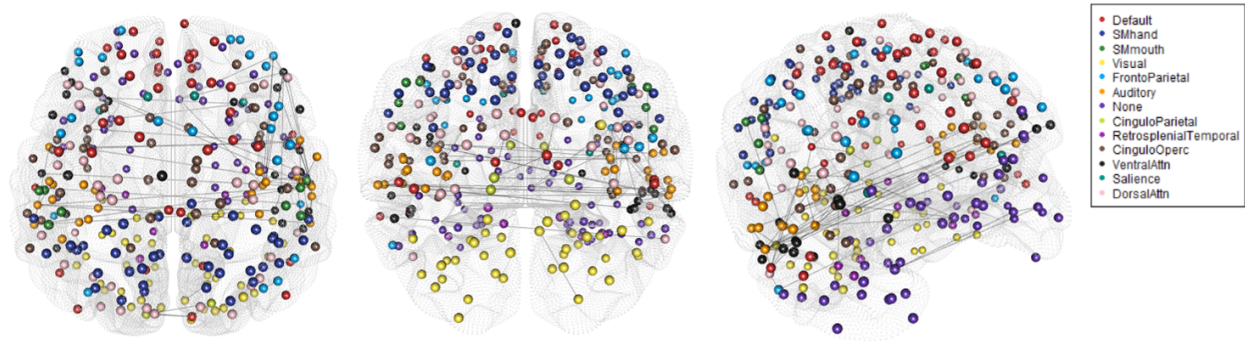 Default
SMhand
SMmouth
Visual
FrontoParietal
Auditory
None
CinguloParietal
RetrosplenialTemporal
CinguloOperc
VentralAttn
Salience
DorsalAttn